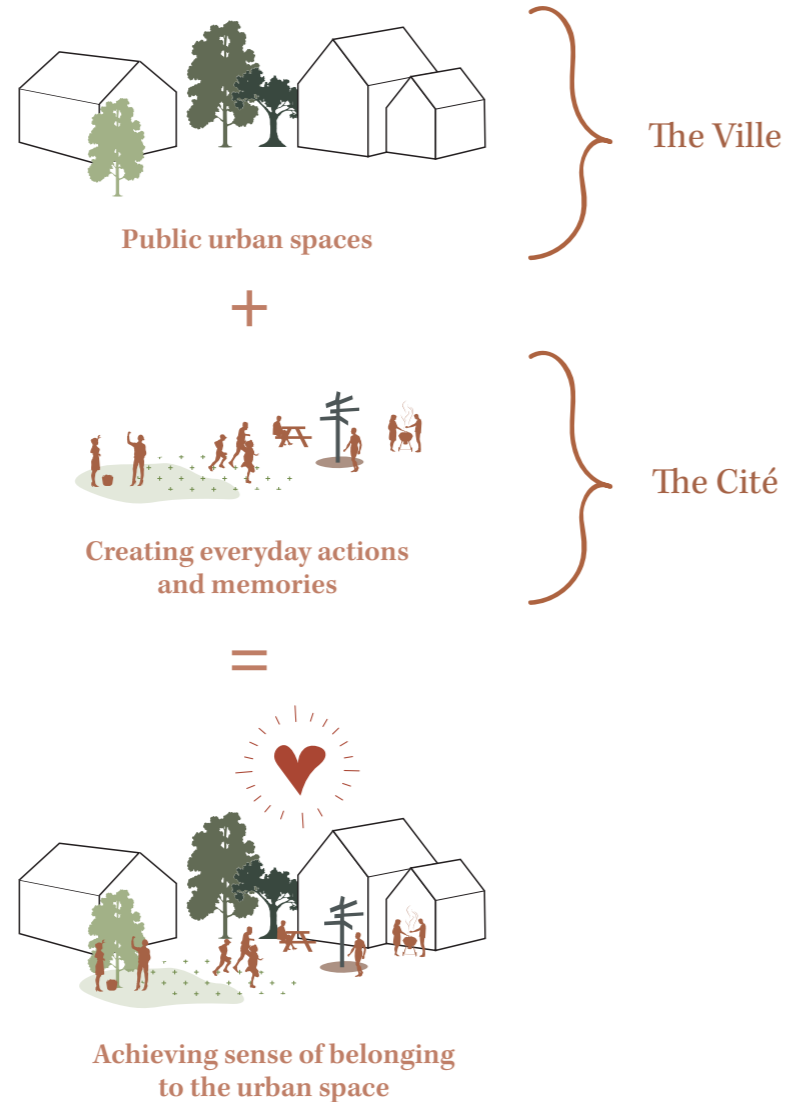 The Ville
Public urban spaces
+
The Cité
Creating everyday actions
and memories
=
Achieving sense of belonging
to the urban space